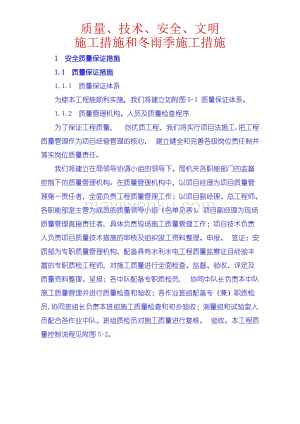 质量、技术、安全、文明
施工措施和冬雨季施工措施
1 安全质量保证措施
1.1 质量保证措施
1.1.1 质量保证体系
为使本工程能顺利实施，我们将建立如附图 5-1 质量保证体系。
1.1.2 质量管理机构、人员及质量检查程序
为了保证工程质量， 创优质工程，我们将实行项目法施工，把工程
质量管理作为项目经营管理的核心， 建立健全和完善各级岗位责任制并
落实岗位质量责任。
我们将建立在局领导协调小组的领导下，同机关各职能部门的监督
控制下的质量管理机构。在质量管理机构中，以项目经理为项目质量管
理第一责任者，全面负责工程质量管理工作；以项目副经理、总工程师、
各职能部室主管为成员的质量领导小组（名单见表）。项目副经理为现场
质量管理直接责任者，具体负责现场施工质量管理工作；项目技术负责
人负责项目质量技术措施的审核及组织竣工资料整理、申报、 签证；安
质部为专职质量管理机构，配备具有水利水电工程质量监察证且经验丰
富的专职质检工程师，对施工质量进行全面检查、监督、验收、评定及
质量资料整理，呈报；各中队配备专职质检员， 协同中队长负责本中队
施工质量管理并进行质量检查和验收；各作业班组配备专（兼）职质检
员，协同班组长负责本班组施工质量检查和初步验收；测量组和试验室人
员配合各作业中队、班组质检员对施工质量进行复核、 验收。本工程质
量控制流程见附图 5-2。